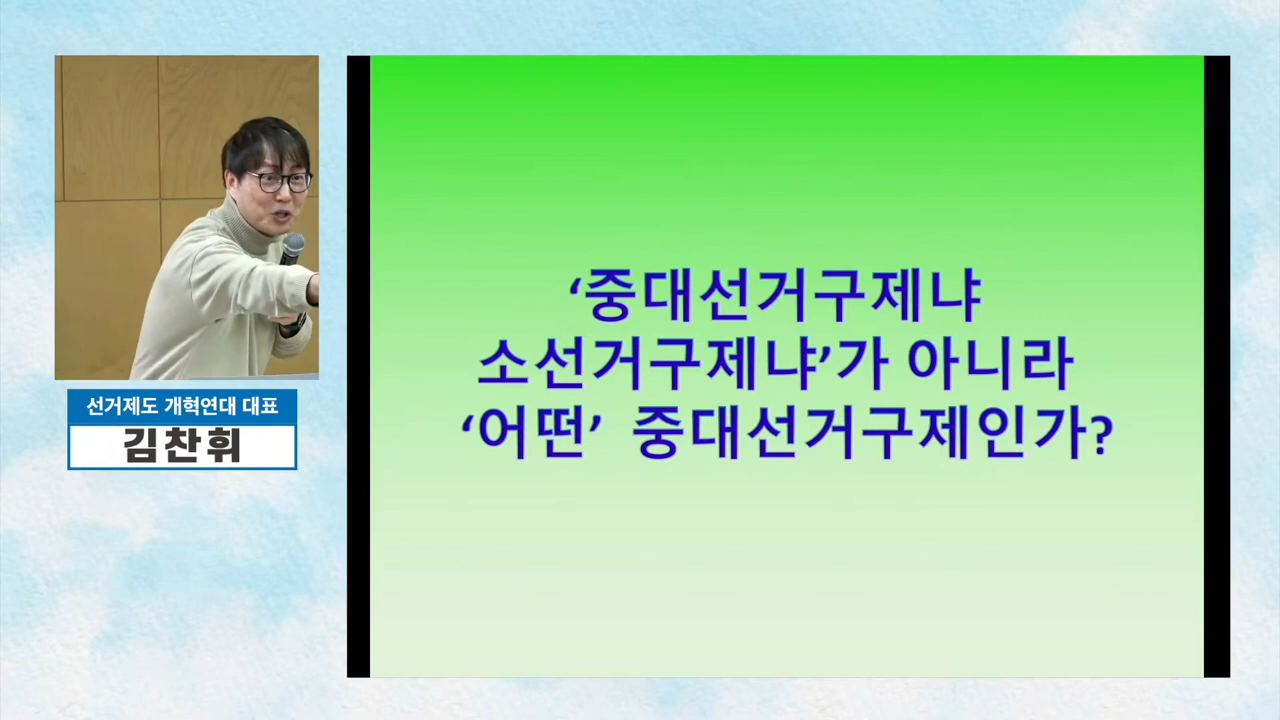 선거제도 개혁연대 대표
김찬휘
‘중대선거구제냐
소선거구제냐’가 아니라
‘어떤’ 중대선거구제인가?